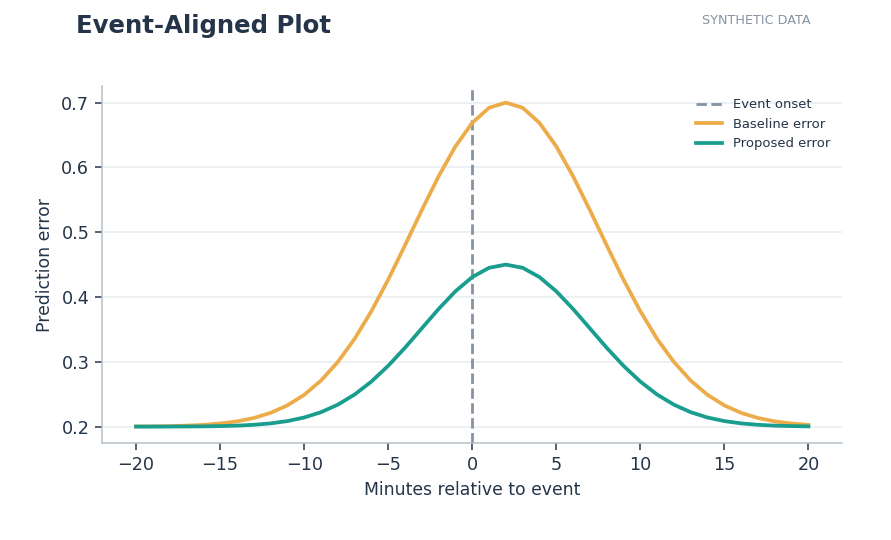 Event-Aligned Plot
SYNTHETIC DATA
Event onset
Baseline error
Proposed error
Prediction error
0.7
0.6
0.5
0.4
0.3
0.2
−20 −15 −10 −5 0 5 10 15 20
Minutes relative to event